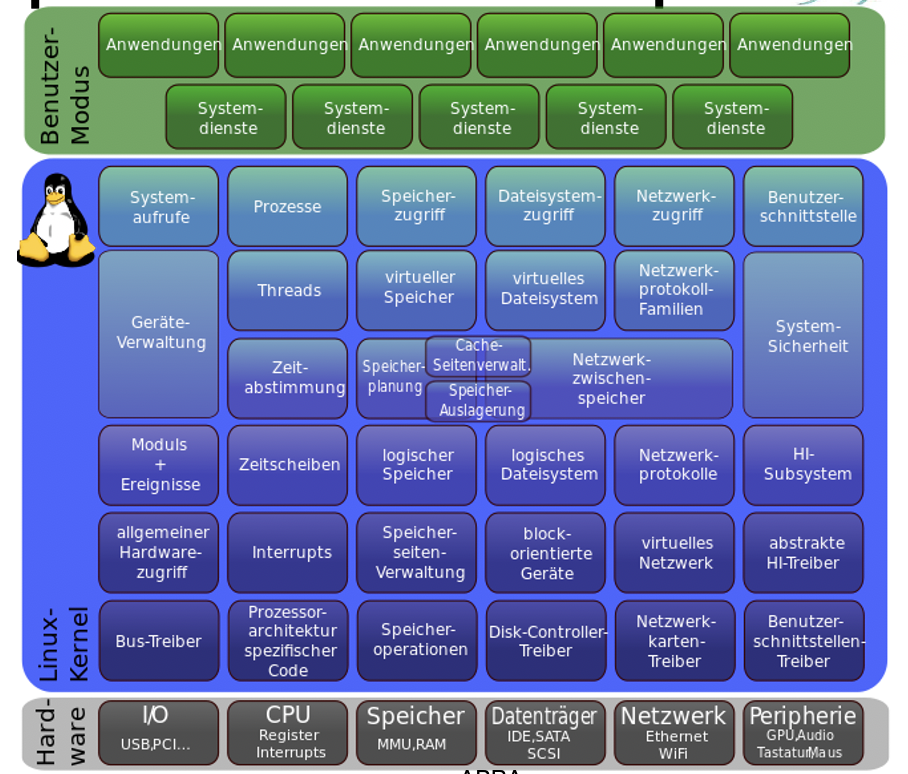 Benutzer-
Modus
Anwendungen Anwendungen Anwendungen Anwendungen Anwendungen Anwendungen
System-
dienste
System-
dienste
System-
dienste
System-
dienste
System-
dienste
Linux-
Kernel
System-
aufrufe
Prozesse
Speicher-
zugriff
Dateisystem-
zugriff
Netzwerk-
zugriff
Benutzer-
schnittstelle
Geräte-
Verwaltung
Threads
virtueller
Speicher
virtuelles
Dateisystem
Netzwerk-
protokoll-
Familien
System-
Sicherheit
Zeit-
abstimmung
Speicher-
planung
Cache-
Seitenverwalt.
Speicher-
Auslagerung
Netzwerk-
zwischen-
speicher
Moduls
+
Ereignisse
Zeitscheiben
logischer
Speicher
logisches
Dateisystem
Netzwerk-
protokolle
HI-
Subsystem
allgemeiner
Hardware-
zugriff
Interrupts
Speicher-
seiten-
Verwaltung
block-
orientierte
Geräte
virtuelles
Netzwerk
abstrakte
HI-Treiber
Bus-Treiber
Prozessor-
architektur
spezifischer
Code
Speicher-
operationen
Disk-Controller-
Treiber
Netzwerk-
karten-
Treiber
Benutzer-
schnittstellen-
Treiber
Hard-
ware
I/O
USB,PCI...
CPU
Register
Interrupts
Speicher
MMU,RAM
Datenträger
IDE,SATA
SCSI
Netzwerk
Ethernet
WiFi
Peripherie
GPU,Audio
Tastatur,Maus